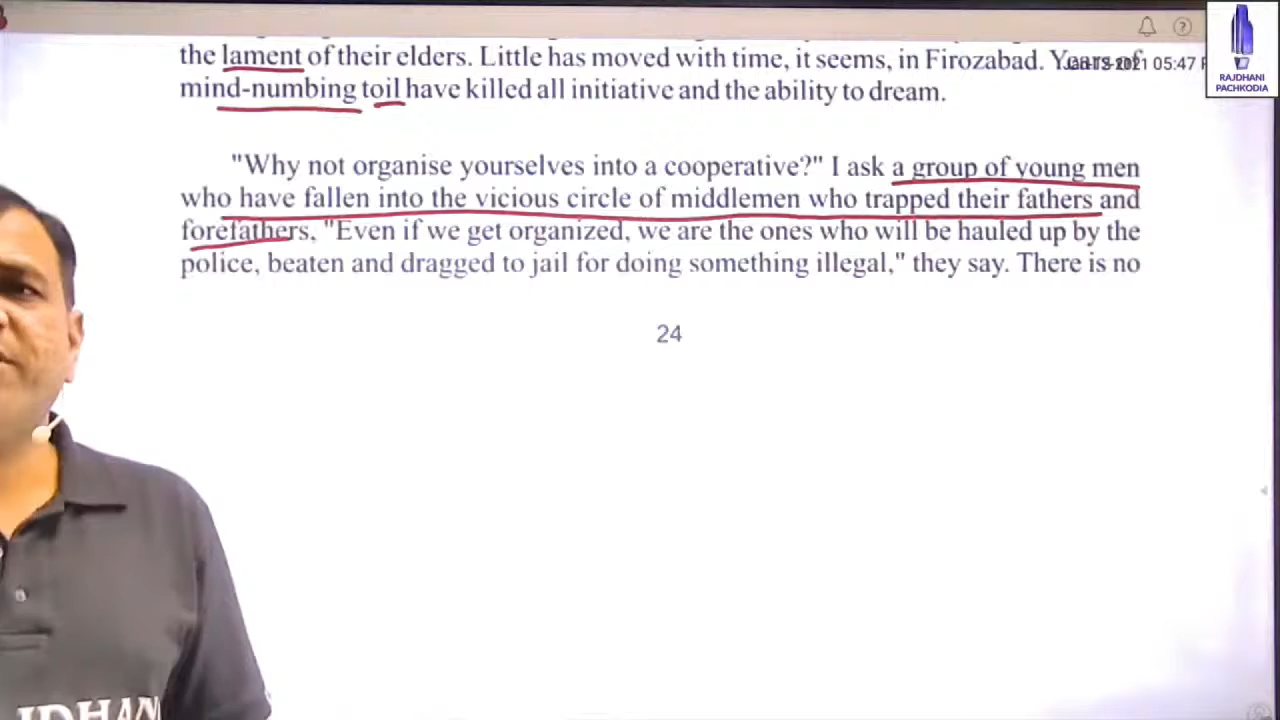 the lament of their elders. Little has moved with time, it seems, in Firozabad. Years of
mind-numbing toil have killed all initiative and the ability to dream.
"Why not organise yourselves into a cooperative?" I ask a group of young men
who have fallen into the vicious circle of middlemen who trapped their fathers and
forefathers, "Even if we get organized, we are the ones who will be hauled up by the
police, beaten and dragged to jail for doing something illegal," they say. There is no
24
05:47
RAJDHANI
PACHKODIA
JDHAN